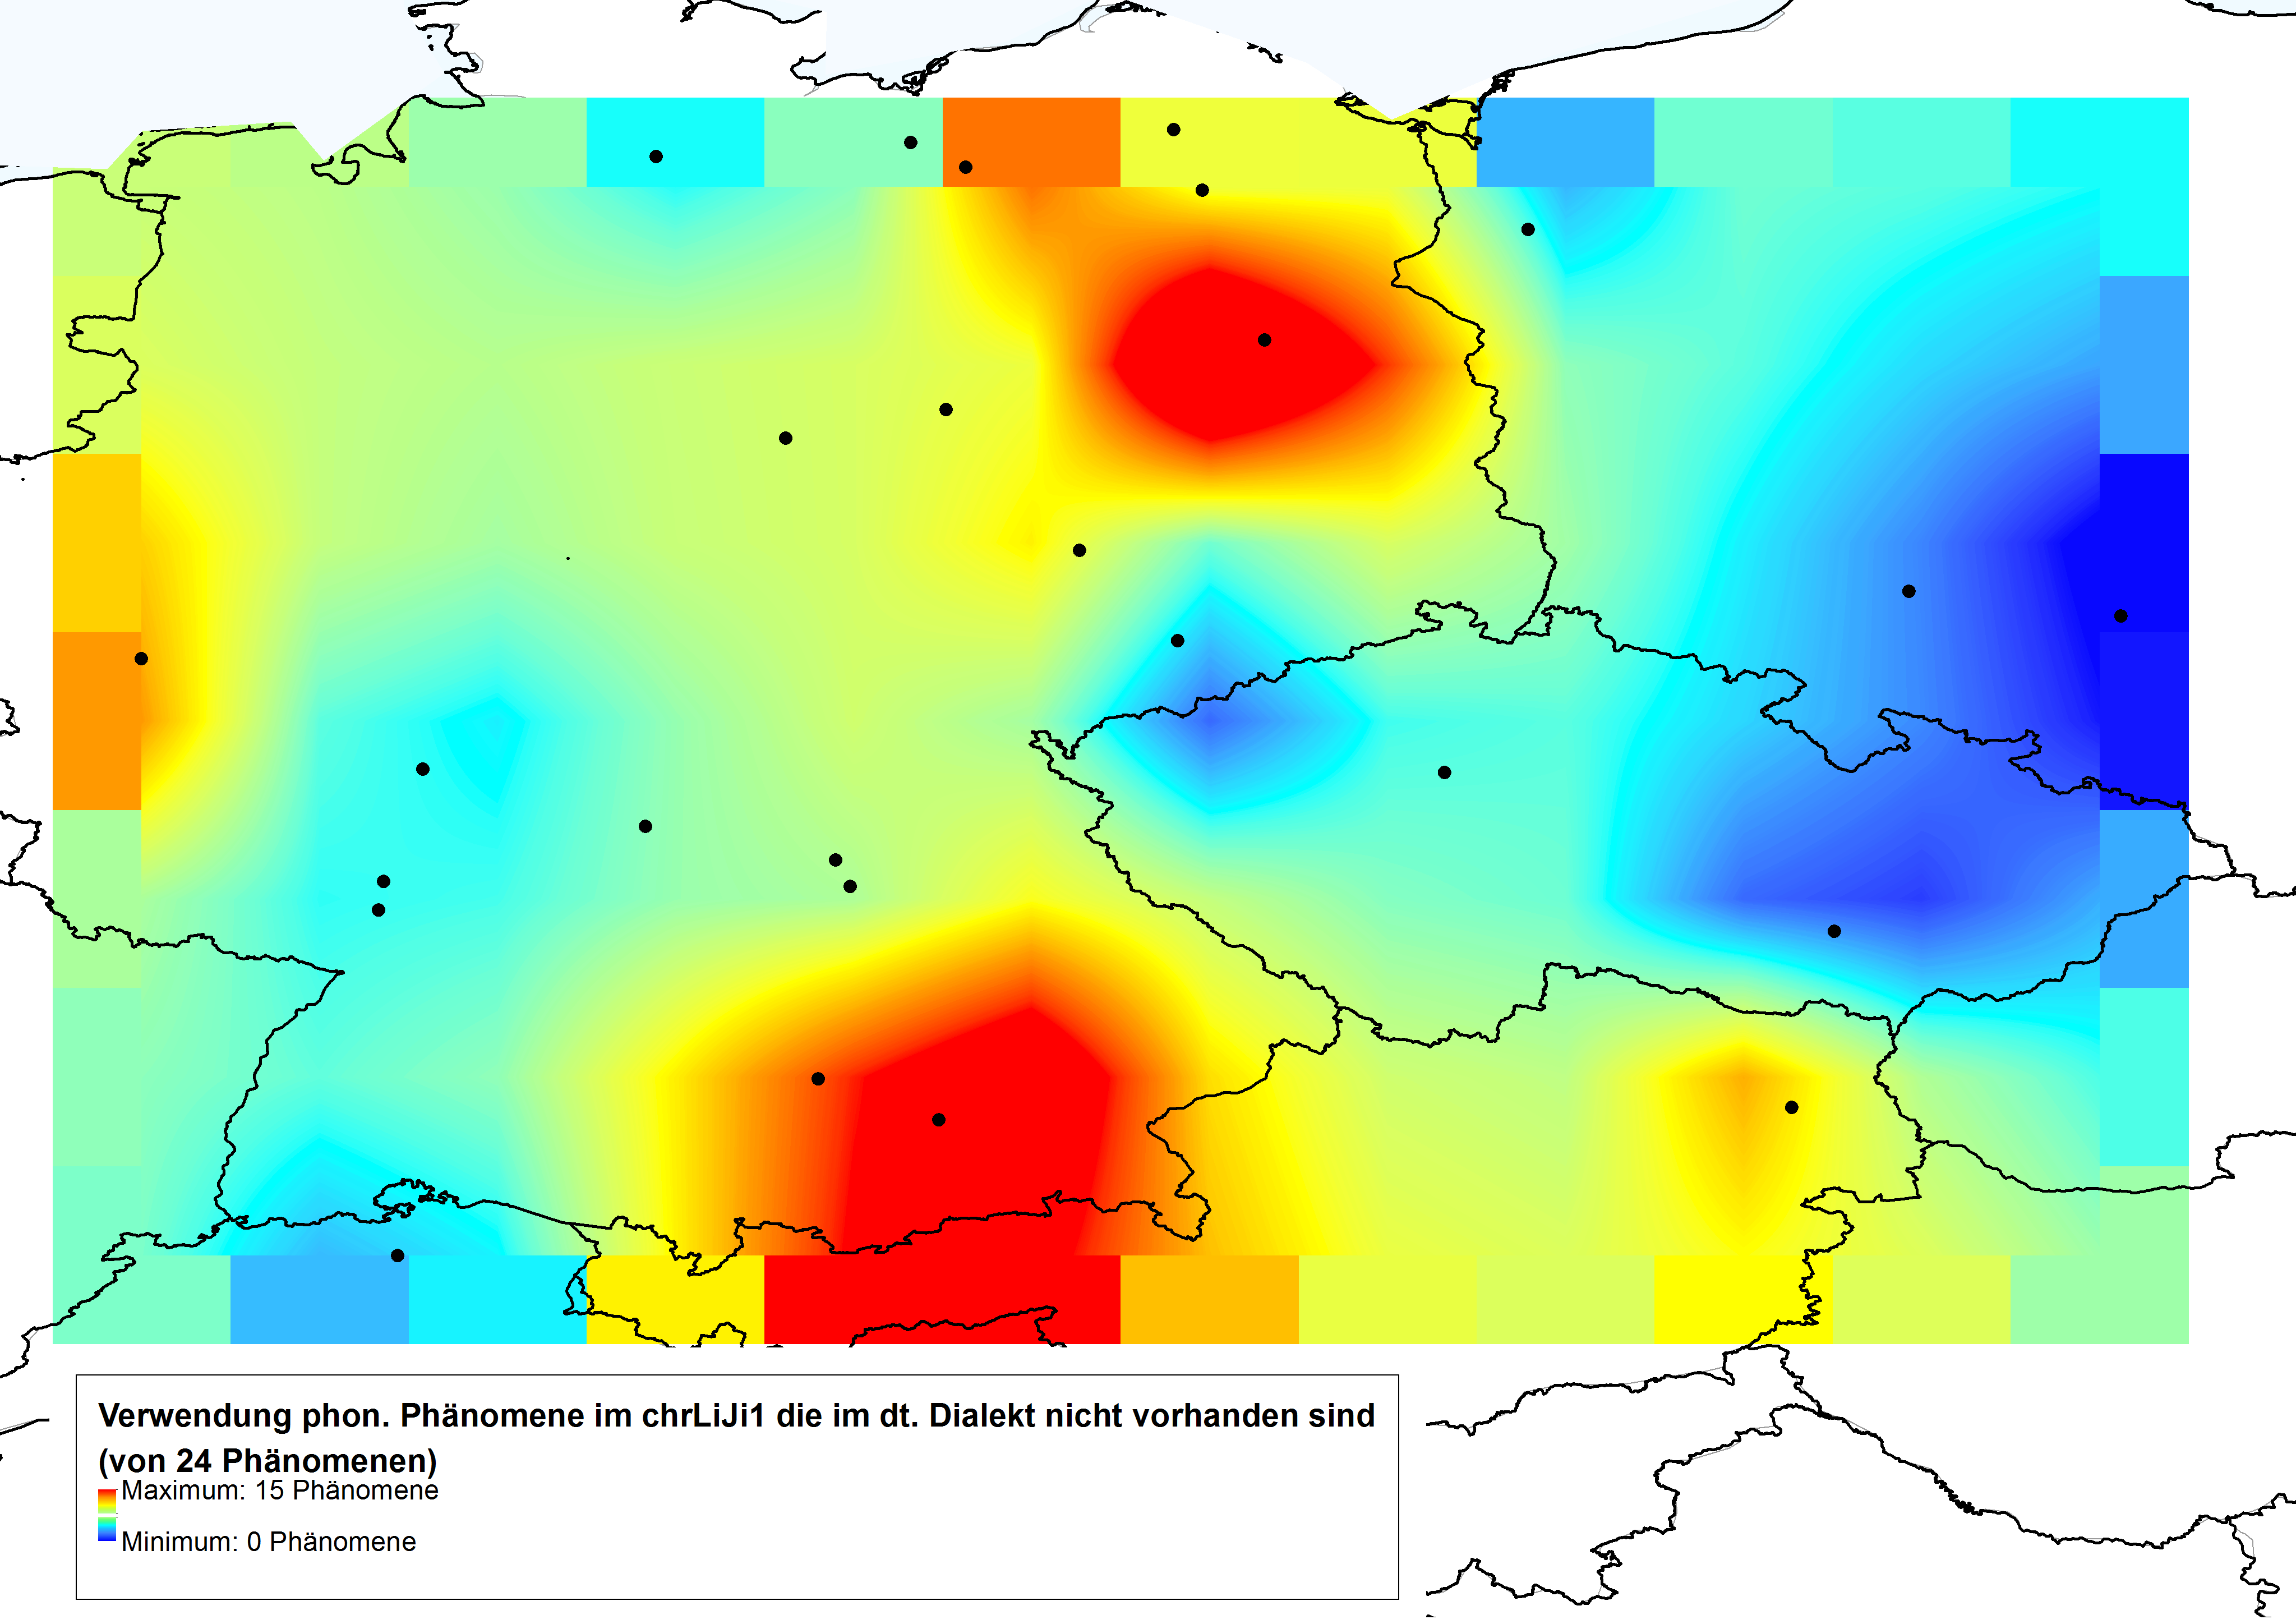 Verwendung phon. Phänomene im chrLiJi1 die im dt. Dialekt nicht vorhanden sind
(von 24 Phänomenen)
Maximum: 15 Phänomene
Minimum: 0 Phänomene